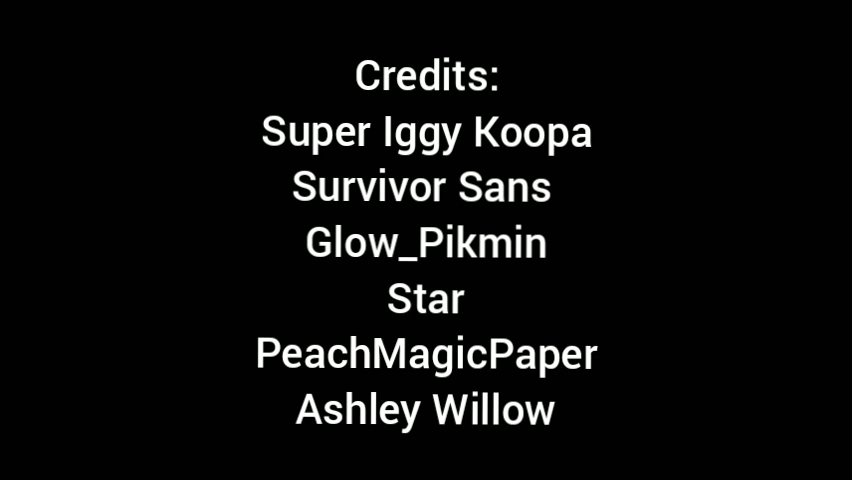 Credits:
Super Iggy Koopa
Survivor Sans
Glow_Pikmin
Star
PeachMagicPaper
Ashley Willow